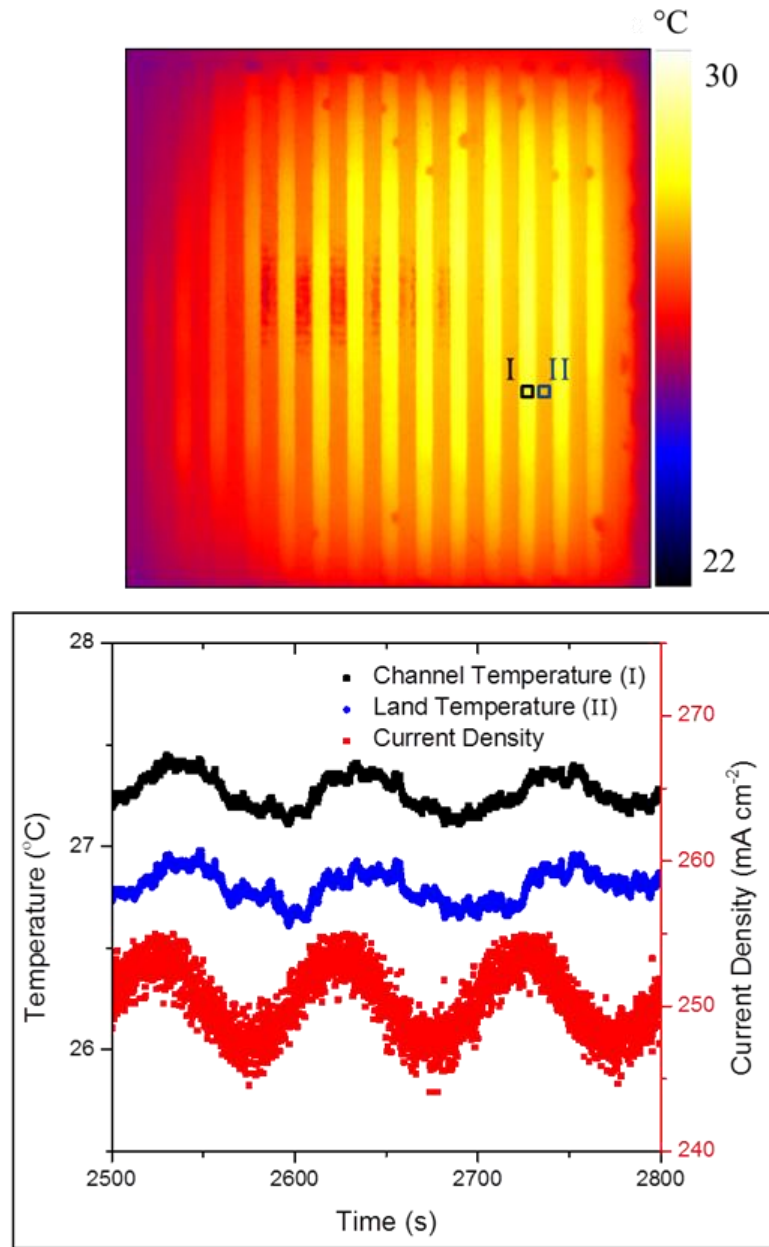 °C
30
I II
22
28
Channel Temperature (I)
Land Temperature (II)
Current Density
270
27
260
26
250
240
Temperature (°C)
Current Density (mA cm⁻²)
2500 2600 2700 2800
Time (s)